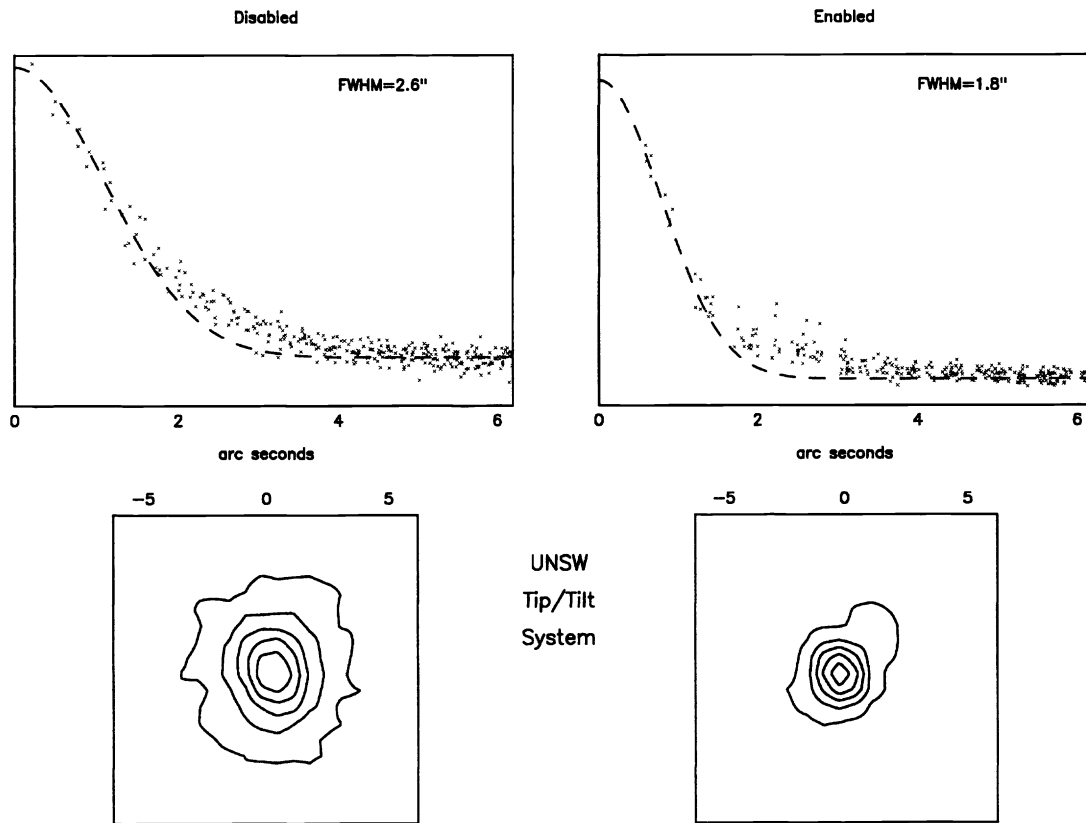 Disabled
Enabled
FWHM=2.6"
FWHM=1.8"
0 2 4 6
0 2 4 6
arc seconds
arc seconds
−5 0 5
−5 0 5
UNSW
Tip/Tilt
System